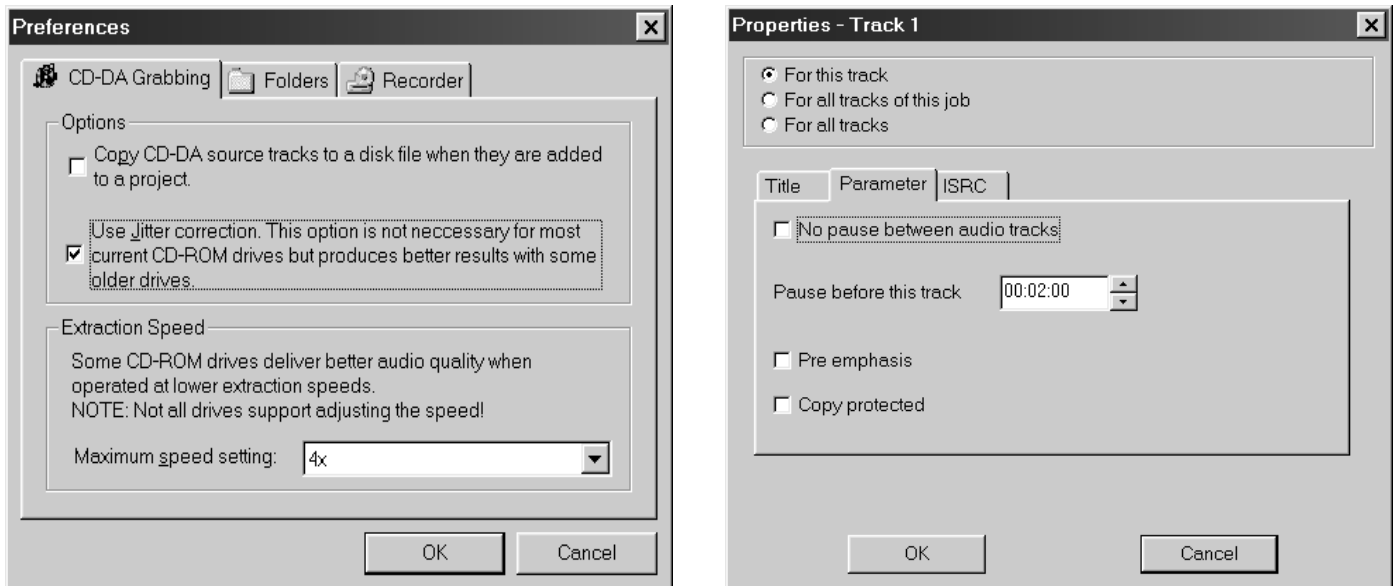 Preferences
CD-DA Grabbing
Folders
Recorder
Options
Copy CD-DA source tracks to a disk file when they are added
to a project.
Use Jitter correction. This option is not neccessary for most
current CD-ROM drives but produces better results with some
older drives.
Extraction Speed
Some CD-ROM drives deliver better audio quality when
operated at lower extraction speeds.
NOTE: Not all drives support adjusting the speed!
Maximum speed setting:
4x
OK
Cancel
Properties - Track 1
For this track
For all tracks of this job
For all tracks
Title
Parameter
ISRC
No pause between audio tracks
Pause before this track
00:02:00
Pre emphasis
Copy protected
OK
Cancel